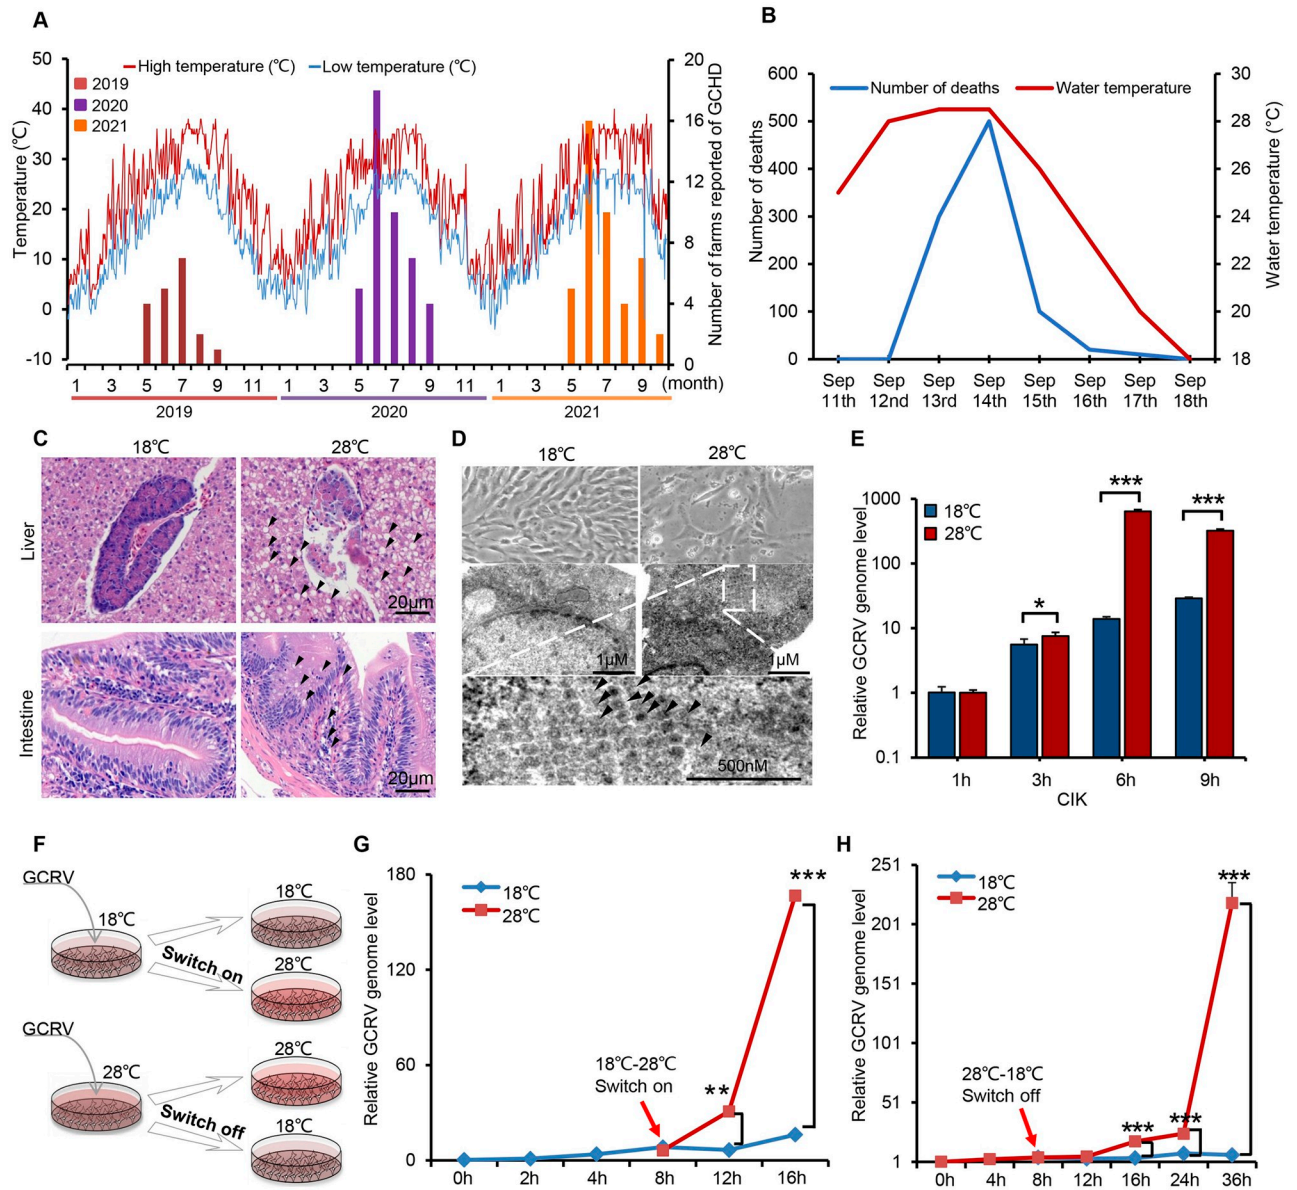 A
High temperature (℃) Low temperature (℃)
2019
2020
2021
Temperature (℃)
50
40
30
20
10
0
-10
Number of farms reported of GCHD
20
16
12
8
4
0
1 3 5 7 9 11 1 3 5 7 9 11 1 3 5 7 9 (month)
2019 2020 2021
B
Number of deaths Water temperature
Number of deaths
600
500
400
300
200
100
0
Water temperature (°C)
30
28
26
24
22
20
18
Sep Sep Sep Sep Sep Sep Sep Sep
11th 12nd 13rd 14th 15th 16th 17th 18th
C
18℃ 28℃
Liver
20μm
Intestine
20μm
D
18℃ 28℃
1μM 1μM
500nM
E
Relative GCRV genome level
1000
100
10
1
0.1
18℃
28℃
* *** ***
1h 3h 6h 9h
CIK
F
GCRV
18℃
18℃
Switch on
28℃
GCRV
28℃
28℃
Switch off
18℃
G
Relative GCRV genome level
180
120
60
0
18℃
28℃
18℃-28℃
Switch on
** ***
0h 2h 4h 8h 12h 16h
H
Relative GCRV genome level
251
201
151
101
51
1
18℃
28℃
28℃-18℃
Switch off
*** *** ***
0h 4h 8h 12h 16h 24h 36h